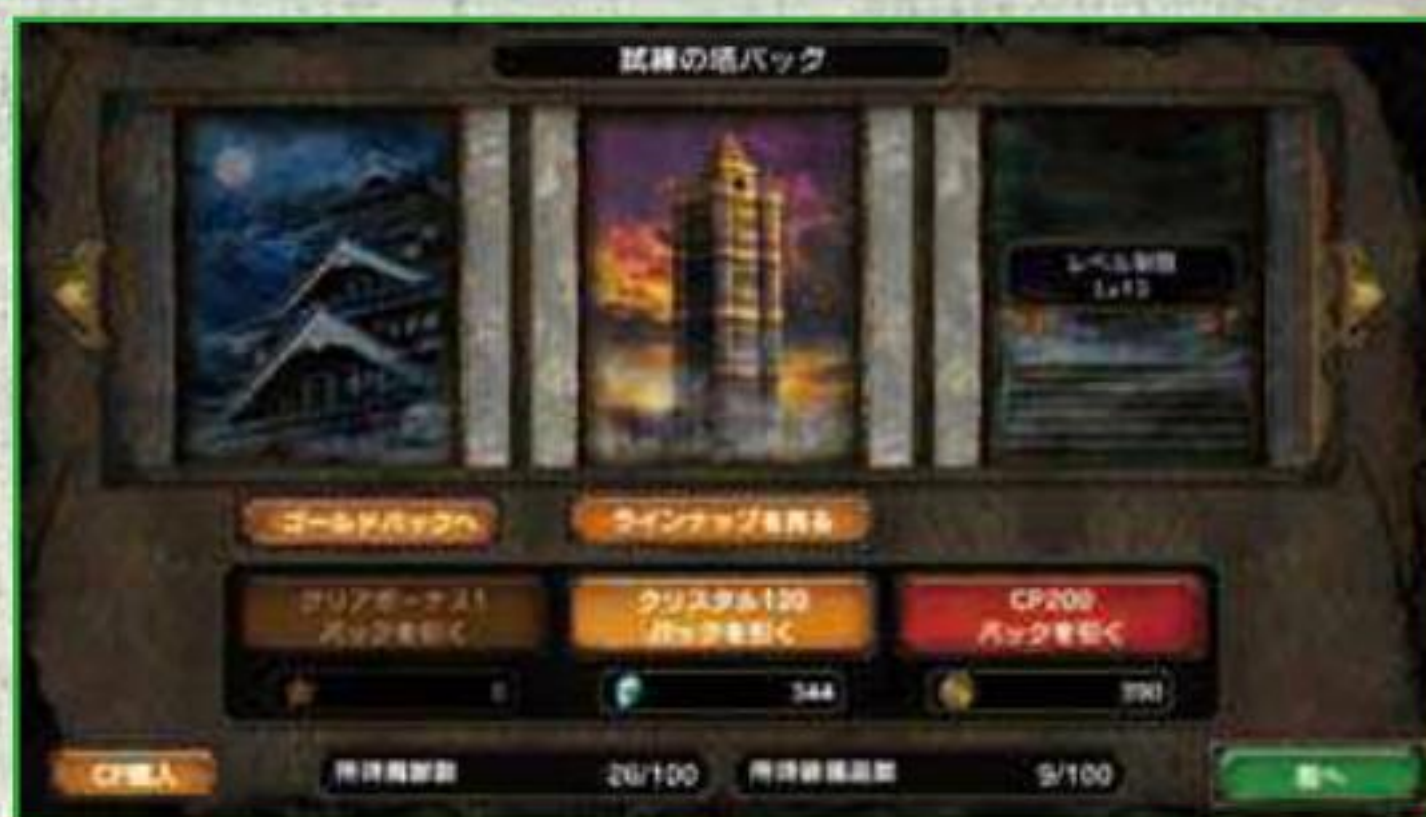 試練の塔パック
レベル制限
Lv15
ゴールドパックへ
ラインナップを見る
クリアボーナス1
パックを引く
クリスタル120
パックを引く
CP200
パックを引く
344
390
CP購入
所持魔獣数 26/100
所持装備品数 9/100
前へ